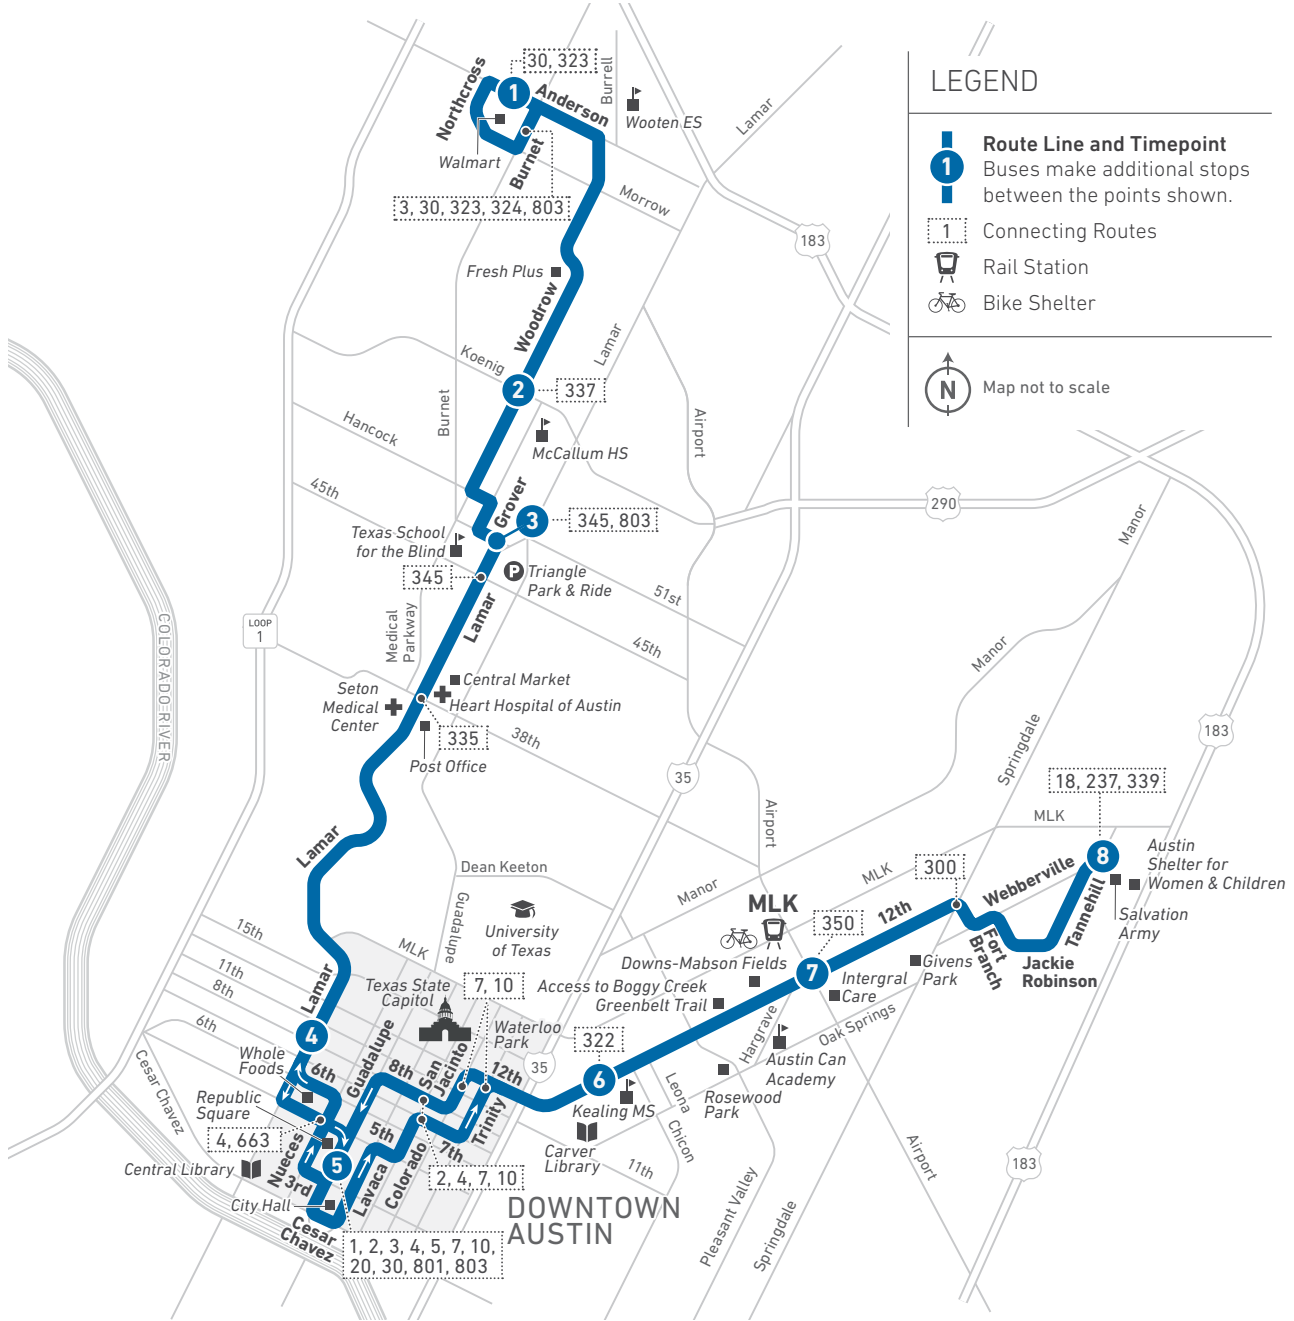 30, 323
Northcross
1
Anderson
Burrell
Wooten ES
Lamar
Walmart
Burnet
Morrow
3, 30, 323, 324, 803
183
LEGEND
1
Route Line and Timepoint
Buses make additional stops
between the points shown.
1
Connecting Routes
Rail Station
Bike Shelter
N
Map not to scale
Fresh Plus
Woodrow
Lamar
Koenig
2
337
Burnet
Airport
Hancock
McCallum HS
45th
Grover
290
Manor
3
345, 803
Texas School
for the Blind
345
P
Triangle
Park & Ride
51st
COLORADO RIVER
LOOP
1
Medical
Parkway
Lamar
45th
Manor
Central Market
Seton
Medical
Center
Heart Hospital of Austin
335
38th
Post Office
Springdale
183
35
18, 237, 339
Airport
MLK
Lamar
8
Austin
Shelter for
Women & Children
Dean Keeton
MLK
300
Webberville
Manor
Guadalupe
MLK
12th
Tannehill
Salvation
Army
15th
MLK
University
of Texas
350
Fort
Branch
11th
Downs-Mabson Fields
7
Givens
Park
Jackie
Robinson
8th
Lamar
Texas State
Capitol
7, 10
Access to Boggy Creek
Greenbelt Trail
Intergral
Care
6th
4
Waterloo
Park
322
Hargrave
Oak Springs
Cesar Chavez
Whole
Foods
6th
Guadalupe
8th
San
Jacinto
12th
35
Austin Can
Academy
Republic
Square
6
Kealing MS
Leona
Rosewood
Park
4, 663
5th
Trinity
Carver
Library
Chicon
Airport
Nueces
5
7th
11th
183
Central Library
3rd
Lavaca
Colorado
2, 4, 7, 10
City Hall
DOWNTOWN
AUSTIN
Pleasant Valley
Springdale
Cesar
Chavez
1, 2, 3, 4, 5, 7, 10,
20, 30, 801, 803